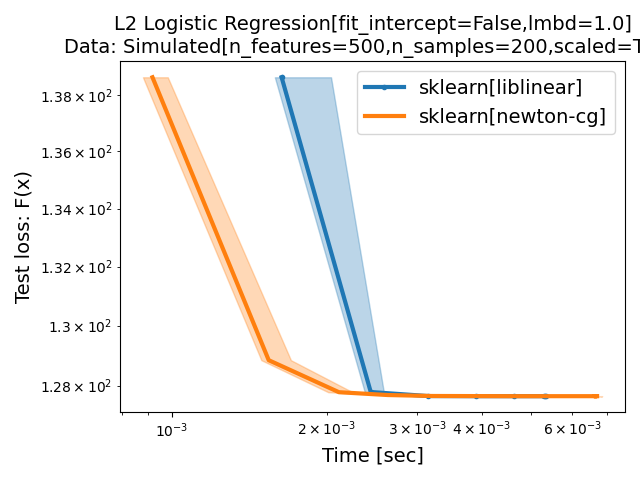 L2 Logistic Regression[fit_intercept=False,lmbd=1.0]
Data: Simulated[n_features=500,n_samples=200,scaled=T
sklearn[liblinear]
sklearn[newton-cg]
Test loss: F(x)
1.38 × 10²
1.36 × 10²
1.34 × 10²
1.32 × 10²
1.3 × 10²
1.28 × 10²
10⁻³
2 × 10⁻³
3 × 10⁻³
4 × 10⁻³
6 × 10⁻³
Time [sec]